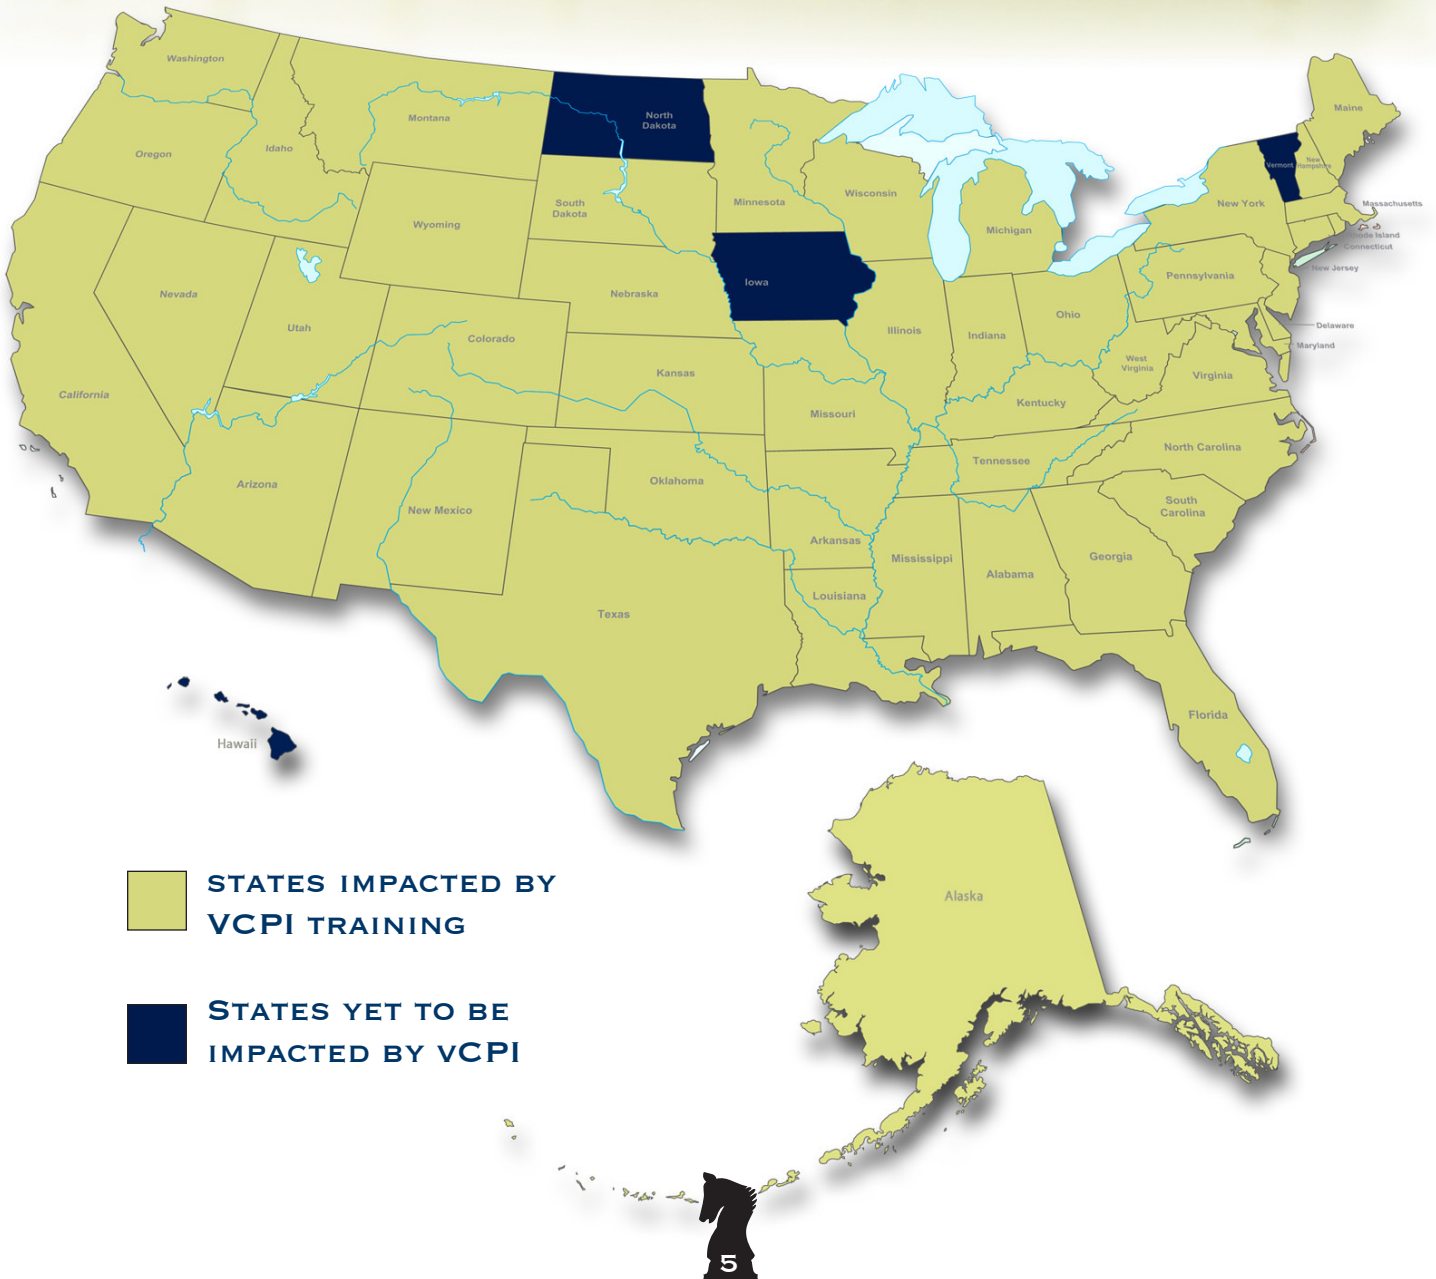 Washington
Montana
North
Dakota
Maine
Oregon
Idaho
Minnesota
Wisconsin
Vermont
New
Hampshire
South
Dakota
Wyoming
Michigan
New York
Massachusetts
Rhode Island
Connecticut
New Jersey
Nevada
Utah
Nebraska
Iowa
Pennsylvania
Illinois
Indiana
Ohio
Delaware
Maryland
California
Colorado
Kansas
Missouri
West
Virginia
Virginia
Kentucky
Arizona
New Mexico
Oklahoma
Tennessee
North Carolina
South
Carolina
Arkansas
Mississippi
Alabama
Georgia
Texas
Louisiana
Florida
Hawaii
Alaska
STATES IMPACTED BY
VCPI TRAINING
STATES YET TO BE
IMPACTED BY VCPI
5